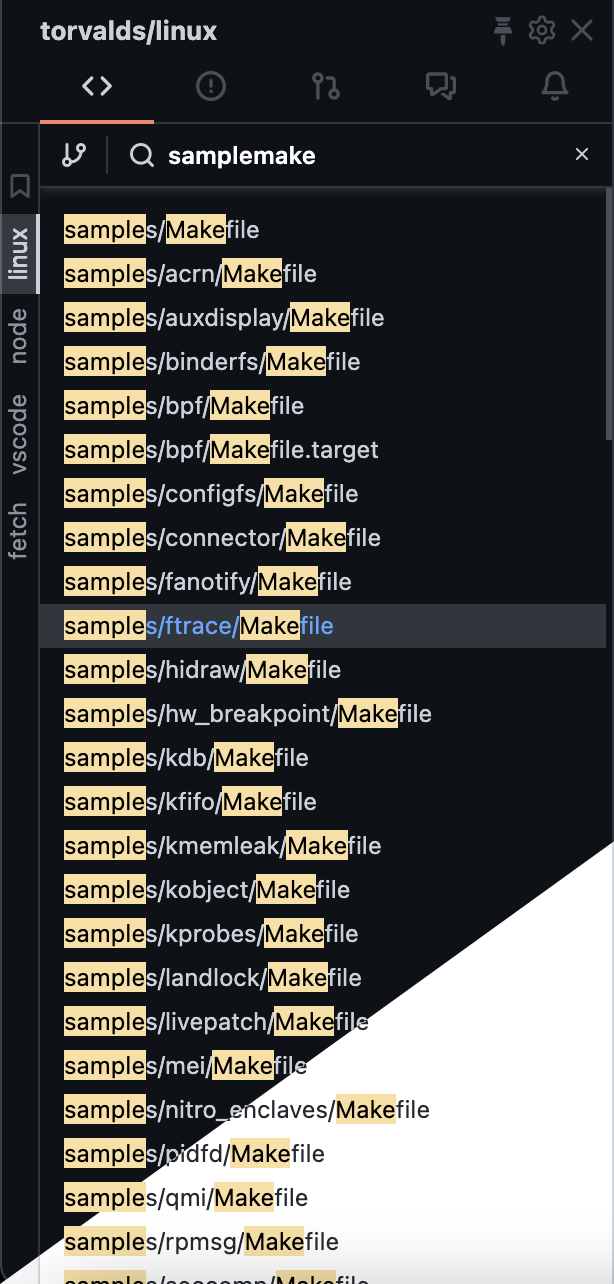 torvalds/linux
samplemake
linux
node
vscode
fetch
samples/Makefile
samples/acrn/Makefile
samples/auxdisplay/Makefile
samples/binderfs/Makefile
samples/bpf/Makefile
samples/bpf/Makefile.target
samples/configfs/Makefile
samples/connector/Makefile
samples/fanotify/Makefile
samples/ftrace/Makefile
samples/hidraw/Makefile
samples/hw_breakpoint/Makefile
samples/kdb/Makefile
samples/kfifo/Makefile
samples/kmemleak/Makefile
samples/kobject/Makefile
samples/kprobes/Makefile
samples/landlock/Makefile
samples/livepatch/Makefile
samples/mei/Makefile
samples/nitro_enclaves/Makefile
samples/pidfd/Makefile
samples/qmi/Makefile
samples/rpmsg/Makefile